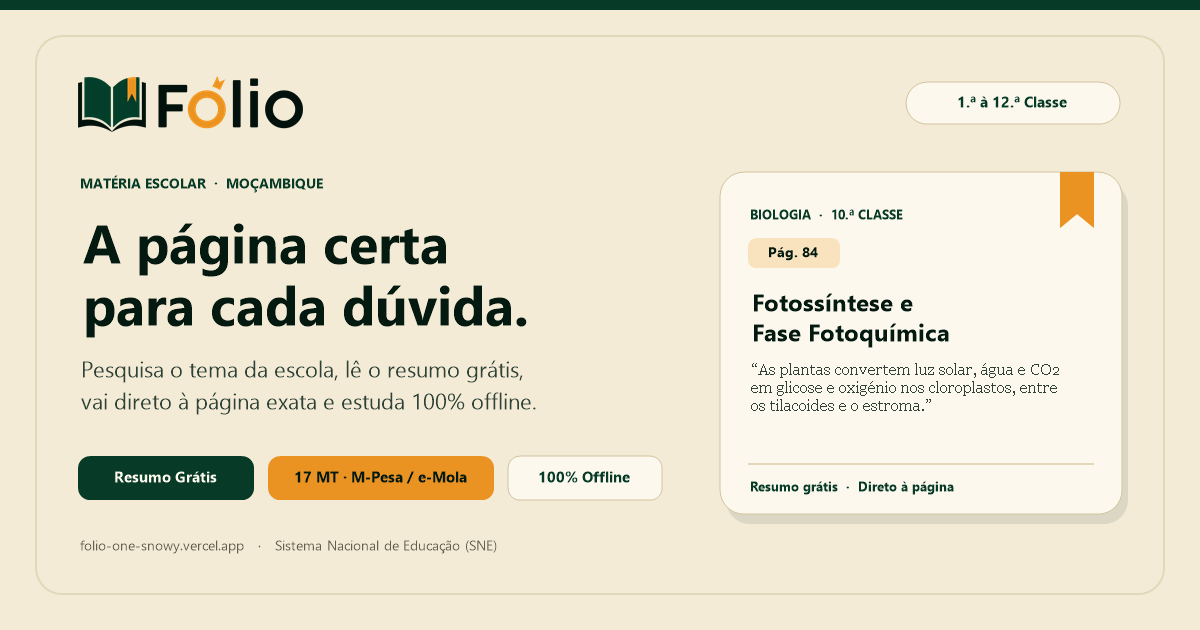 Fólio
1.ª à 12.ª Classe
MATÉRIA ESCOLAR · MOÇAMBIQUE
A página certa
para cada dúvida.
Pesquisa o tema da escola, lê o resumo grátis,
vai direto à página exata e estuda 100% offline.
Resumo Grátis
17 MT · M-Pesa / e-Mola
100% Offline
folio-one-snowy.vercel.app · Sistema Nacional de Educação (SNE)
BIOLOGIA · 10.ª CLASSE
Pág. 84
Fotossíntese e
Fase Fotoquímica
“As plantas convertem luz solar, água e CO₂
em glicose e oxigénio nos cloroplastos, entre
os tilacoides e o estroma.”
Resumo grátis · Direto à página